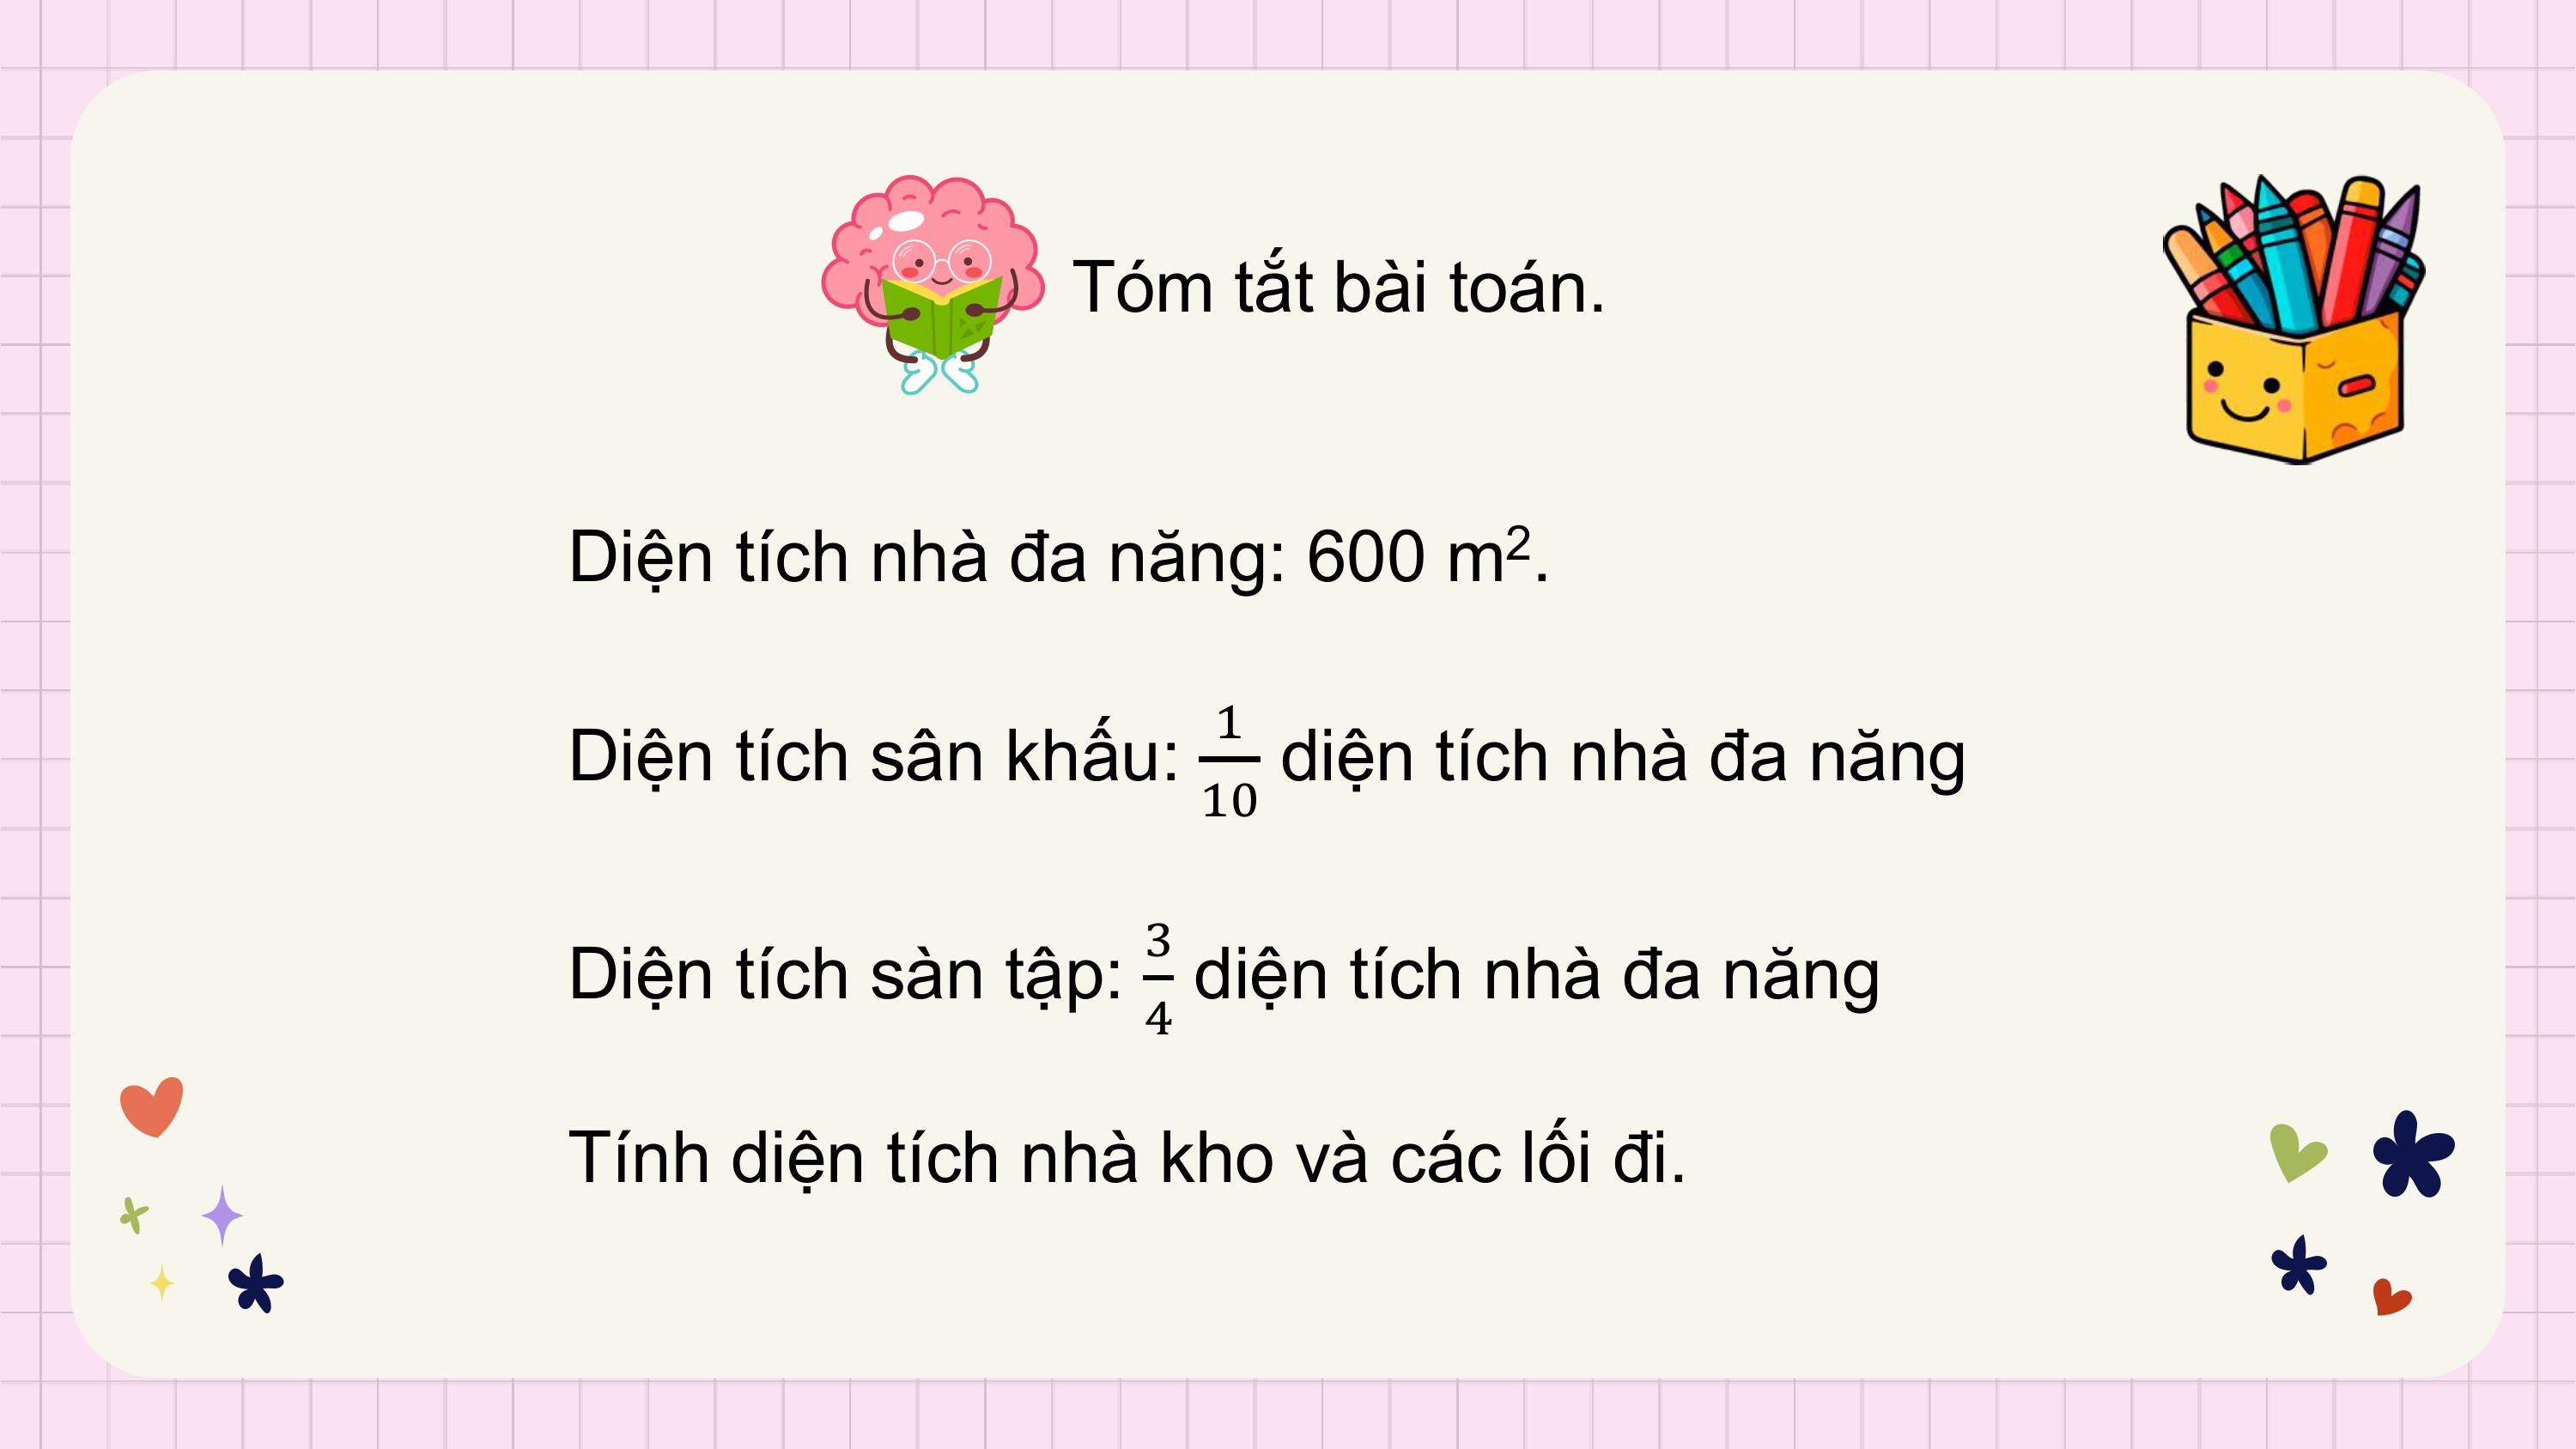 Tóm tắt bài toán.
Diện tích nhà đa năng: 600 m².
Diện tích sân khấu: 1/10 diện tích nhà đa năng
Diện tích sàn tập: 3/4 diện tích nhà đa năng
Tính diện tích nhà kho và các lối đi.